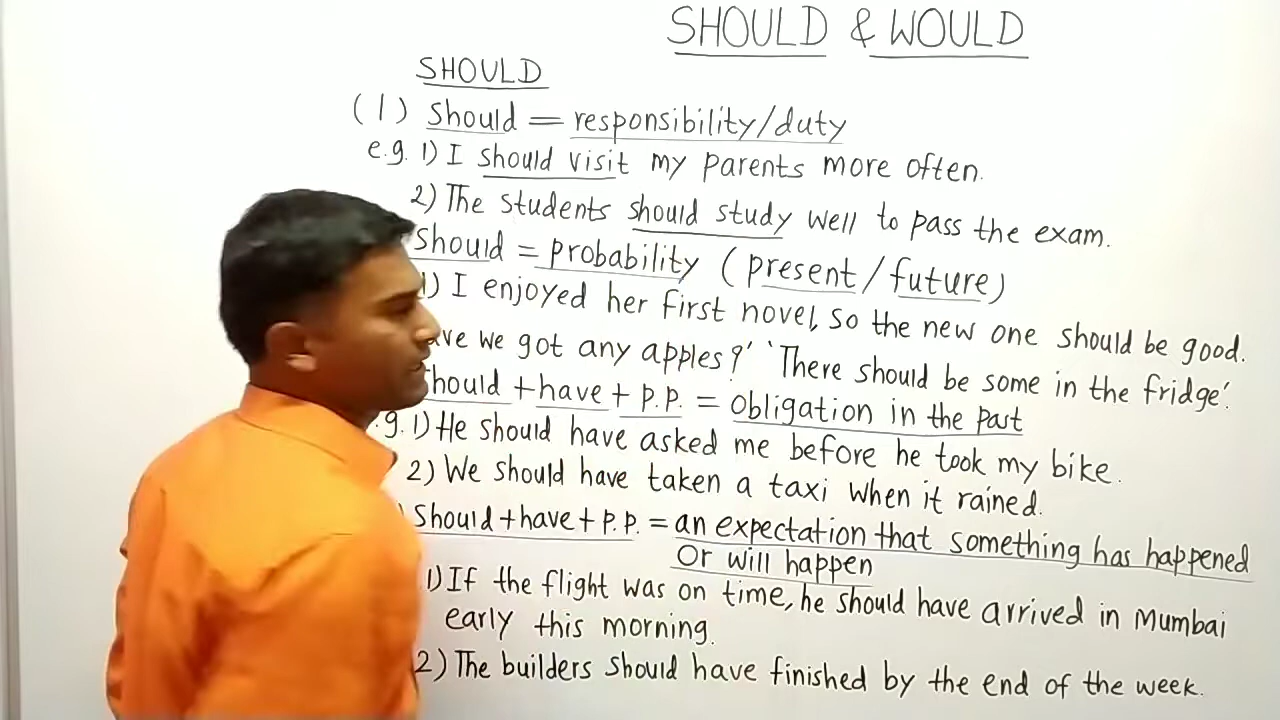 SHOULD & WOULD
SHOULD
(1) Should = responsibility/duty
e.g. 1) I should visit my parents more often.
2) The students should study well to pass the exam.
Should = probability (present/future)
1) I enjoyed her first novel, so the new one should be good.
ave we got any apples?' 'There should be some in the fridge'.
hould + have + p.p. = obligation in the past
.g. 1) He should have asked me before he took my bike.
2) We should have taken a taxi when it rained.
) Should + have + p.p. = an expectation that something has happened
Or will happen
1) If the flight was on time, he should have arrived in Mumbai
early this morning.
2) The builders should have finished by the end of the week.